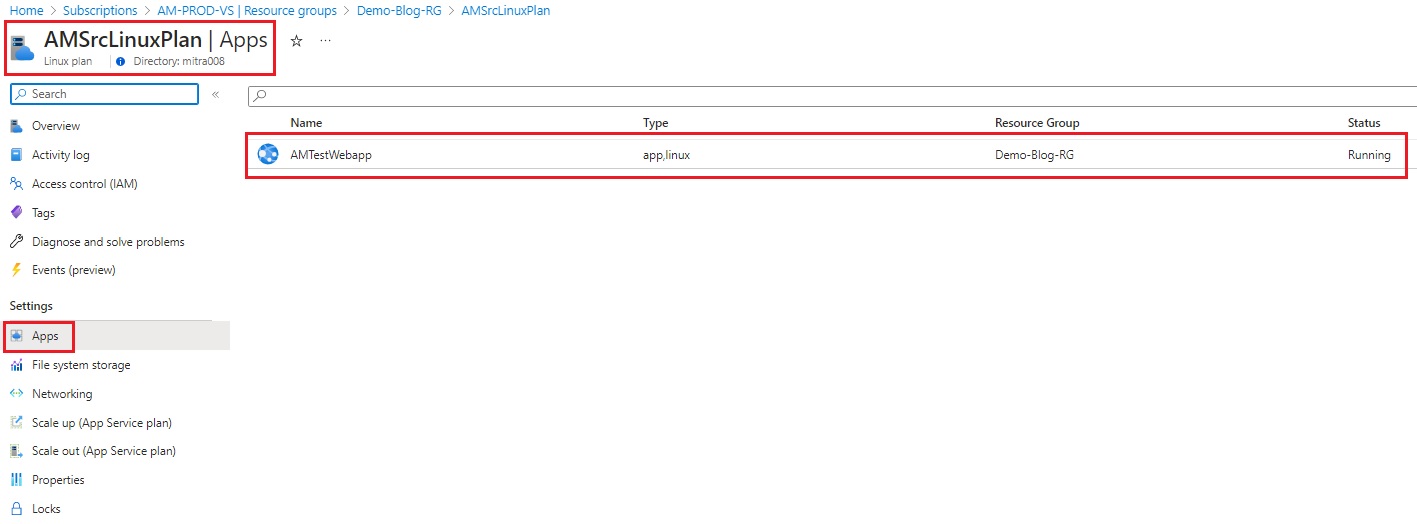 Home > Subscriptions > AM-PROD-VS | Resource groups > Demo-Blog-RG > AMSrcLinuxPlan
AMSrcLinuxPlan | Apps ☆ ...
Linux plan | Directory: mitra008
Search «
Overview
Activity log
Access control (IAM)
Tags
Diagnose and solve problems
Events (preview)
Settings
Apps
File system storage
Networking
Scale up (App Service plan)
Scale out (App Service plan)
Properties
Locks
Name Type Resource Group Status
AMTestWebapp app,linux Demo-Blog-RG Running